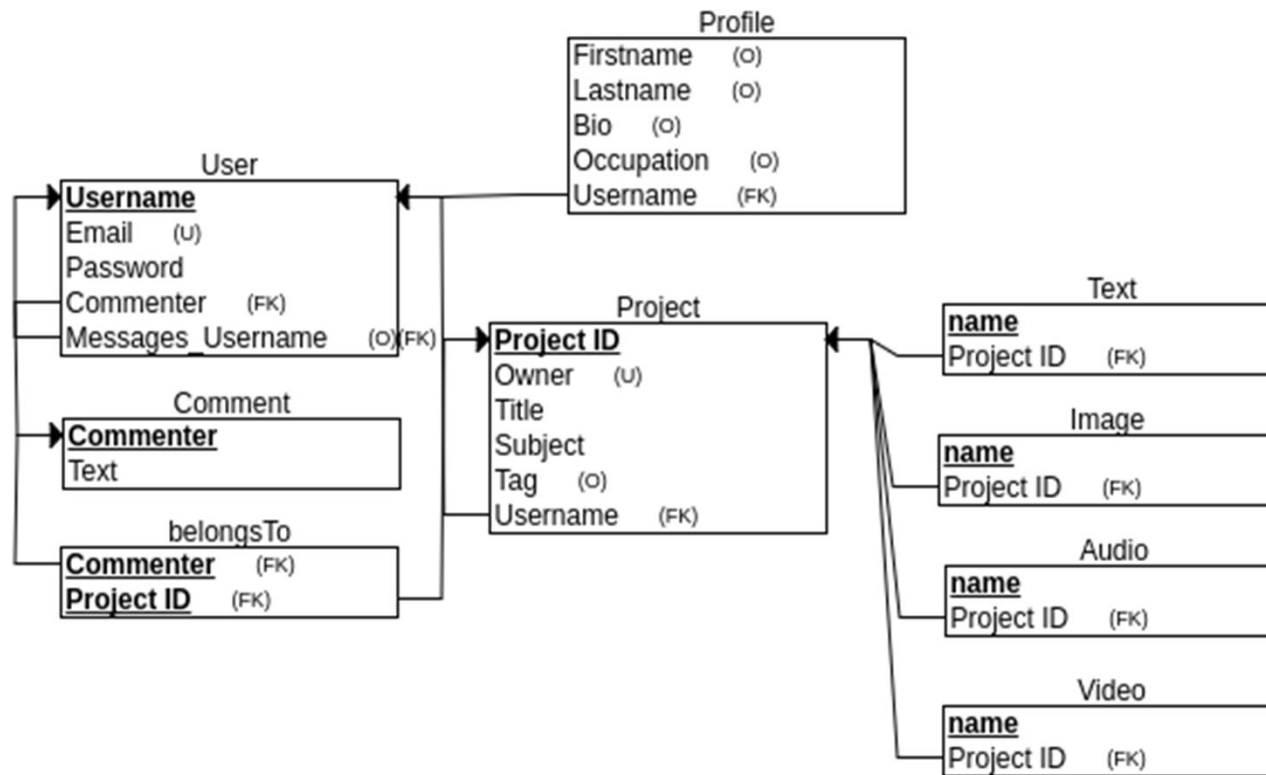 Profile
Firstname (O)
Lastname (O)
Bio (O)
Occupation (O)
Username (FK)
User
Username
Email (U)
Password
Commenter (FK)
Messages_Username (O)(FK)
Comment
Commenter
Text
belongsTo
Commenter (FK)
Project ID (FK)
Project
Project ID
Owner (U)
Title
Subject
Tag (O)
Username (FK)
Text
name
Project ID (FK)
Image
name
Project ID (FK)
Audio
name
Project ID (FK)
Video
name
Project ID (FK)